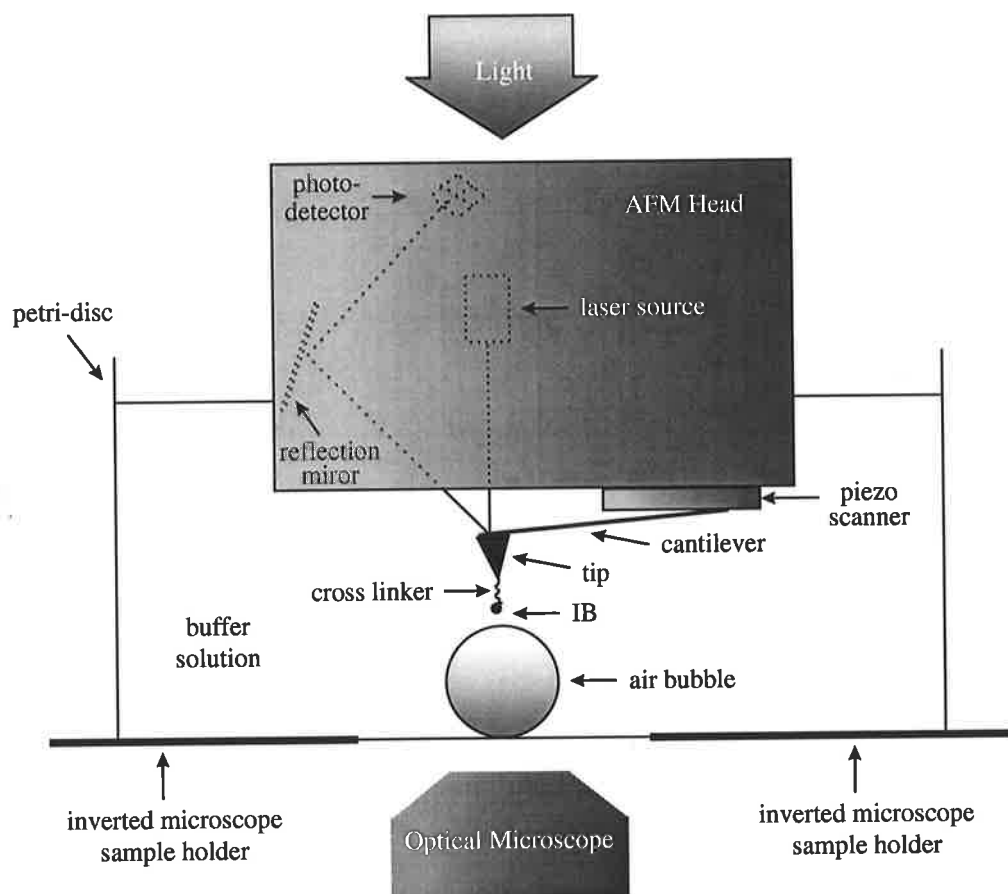 Light
photo-
detector
AFM Head
laser source
petri-disc
reflection
miror
piezo
scanner
cantilever
tip
cross linker
IB
buffer
solution
air bubble
inverted microscope
sample holder
Optical Microscope
inverted microscope
sample holder